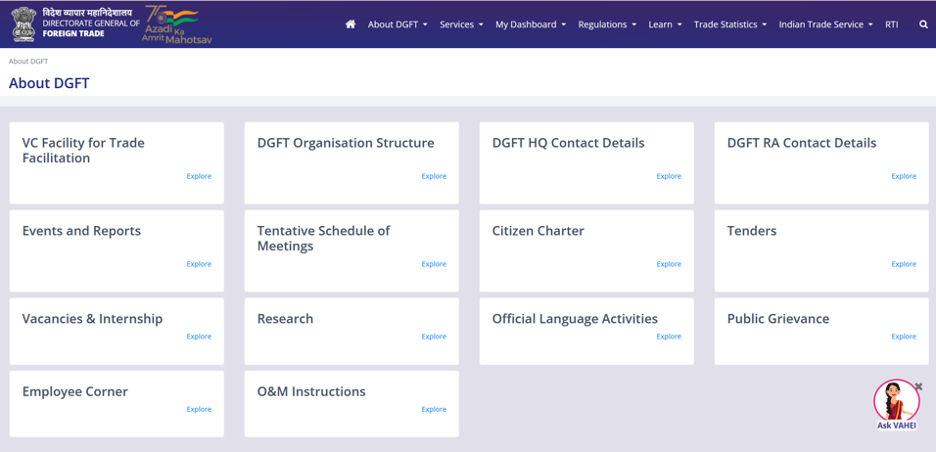 विदेश व्यापार महानिदेशालय
DIRECTORATE GENERAL OF
FOREIGN TRADE
75
Azadi Ka
Amrit Mahotsav
About DGFT
Services
My Dashboard
Regulations
Learn
Trade Statistics
Indian Trade Service
RTI
About DGFT
About DGFT
VC Facility for Trade
Facilitation
Explore
DGFT Organisation Structure
Explore
DGFT HQ Contact Details
Explore
DGFT RA Contact Details
Explore
Events and Reports
Explore
Tentative Schedule of
Meetings
Explore
Citizen Charter
Explore
Tenders
Explore
Vacancies & Internship
Explore
Research
Explore
Official Language Activities
Explore
Public Grievance
Explore
Employee Corner
Explore
O&M Instructions
Explore
Ask VAHEI